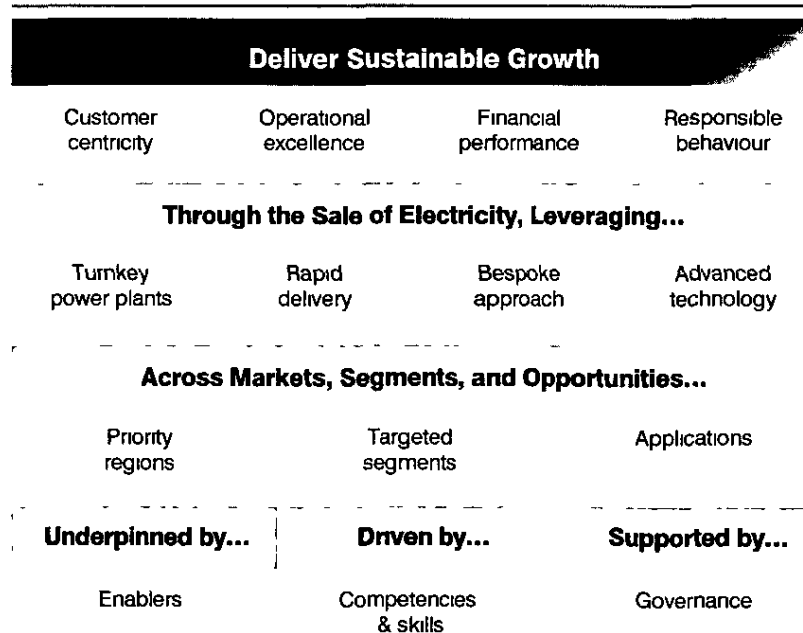 Deliver Sustainable Growth
Customer centricity
Operational excellence
Financial performance
Responsible behaviour
Through the Sale of Electricity, Leveraging...
Turnkey power plants
Rapid delivery
Bespoke approach
Advanced technology
Across Markets, Segments, and Opportunities...
Priority regions
Targeted segments
Applications
Underpinned by...
Driven by...
Supported by...
Enablers
Competencies & skills
Governance